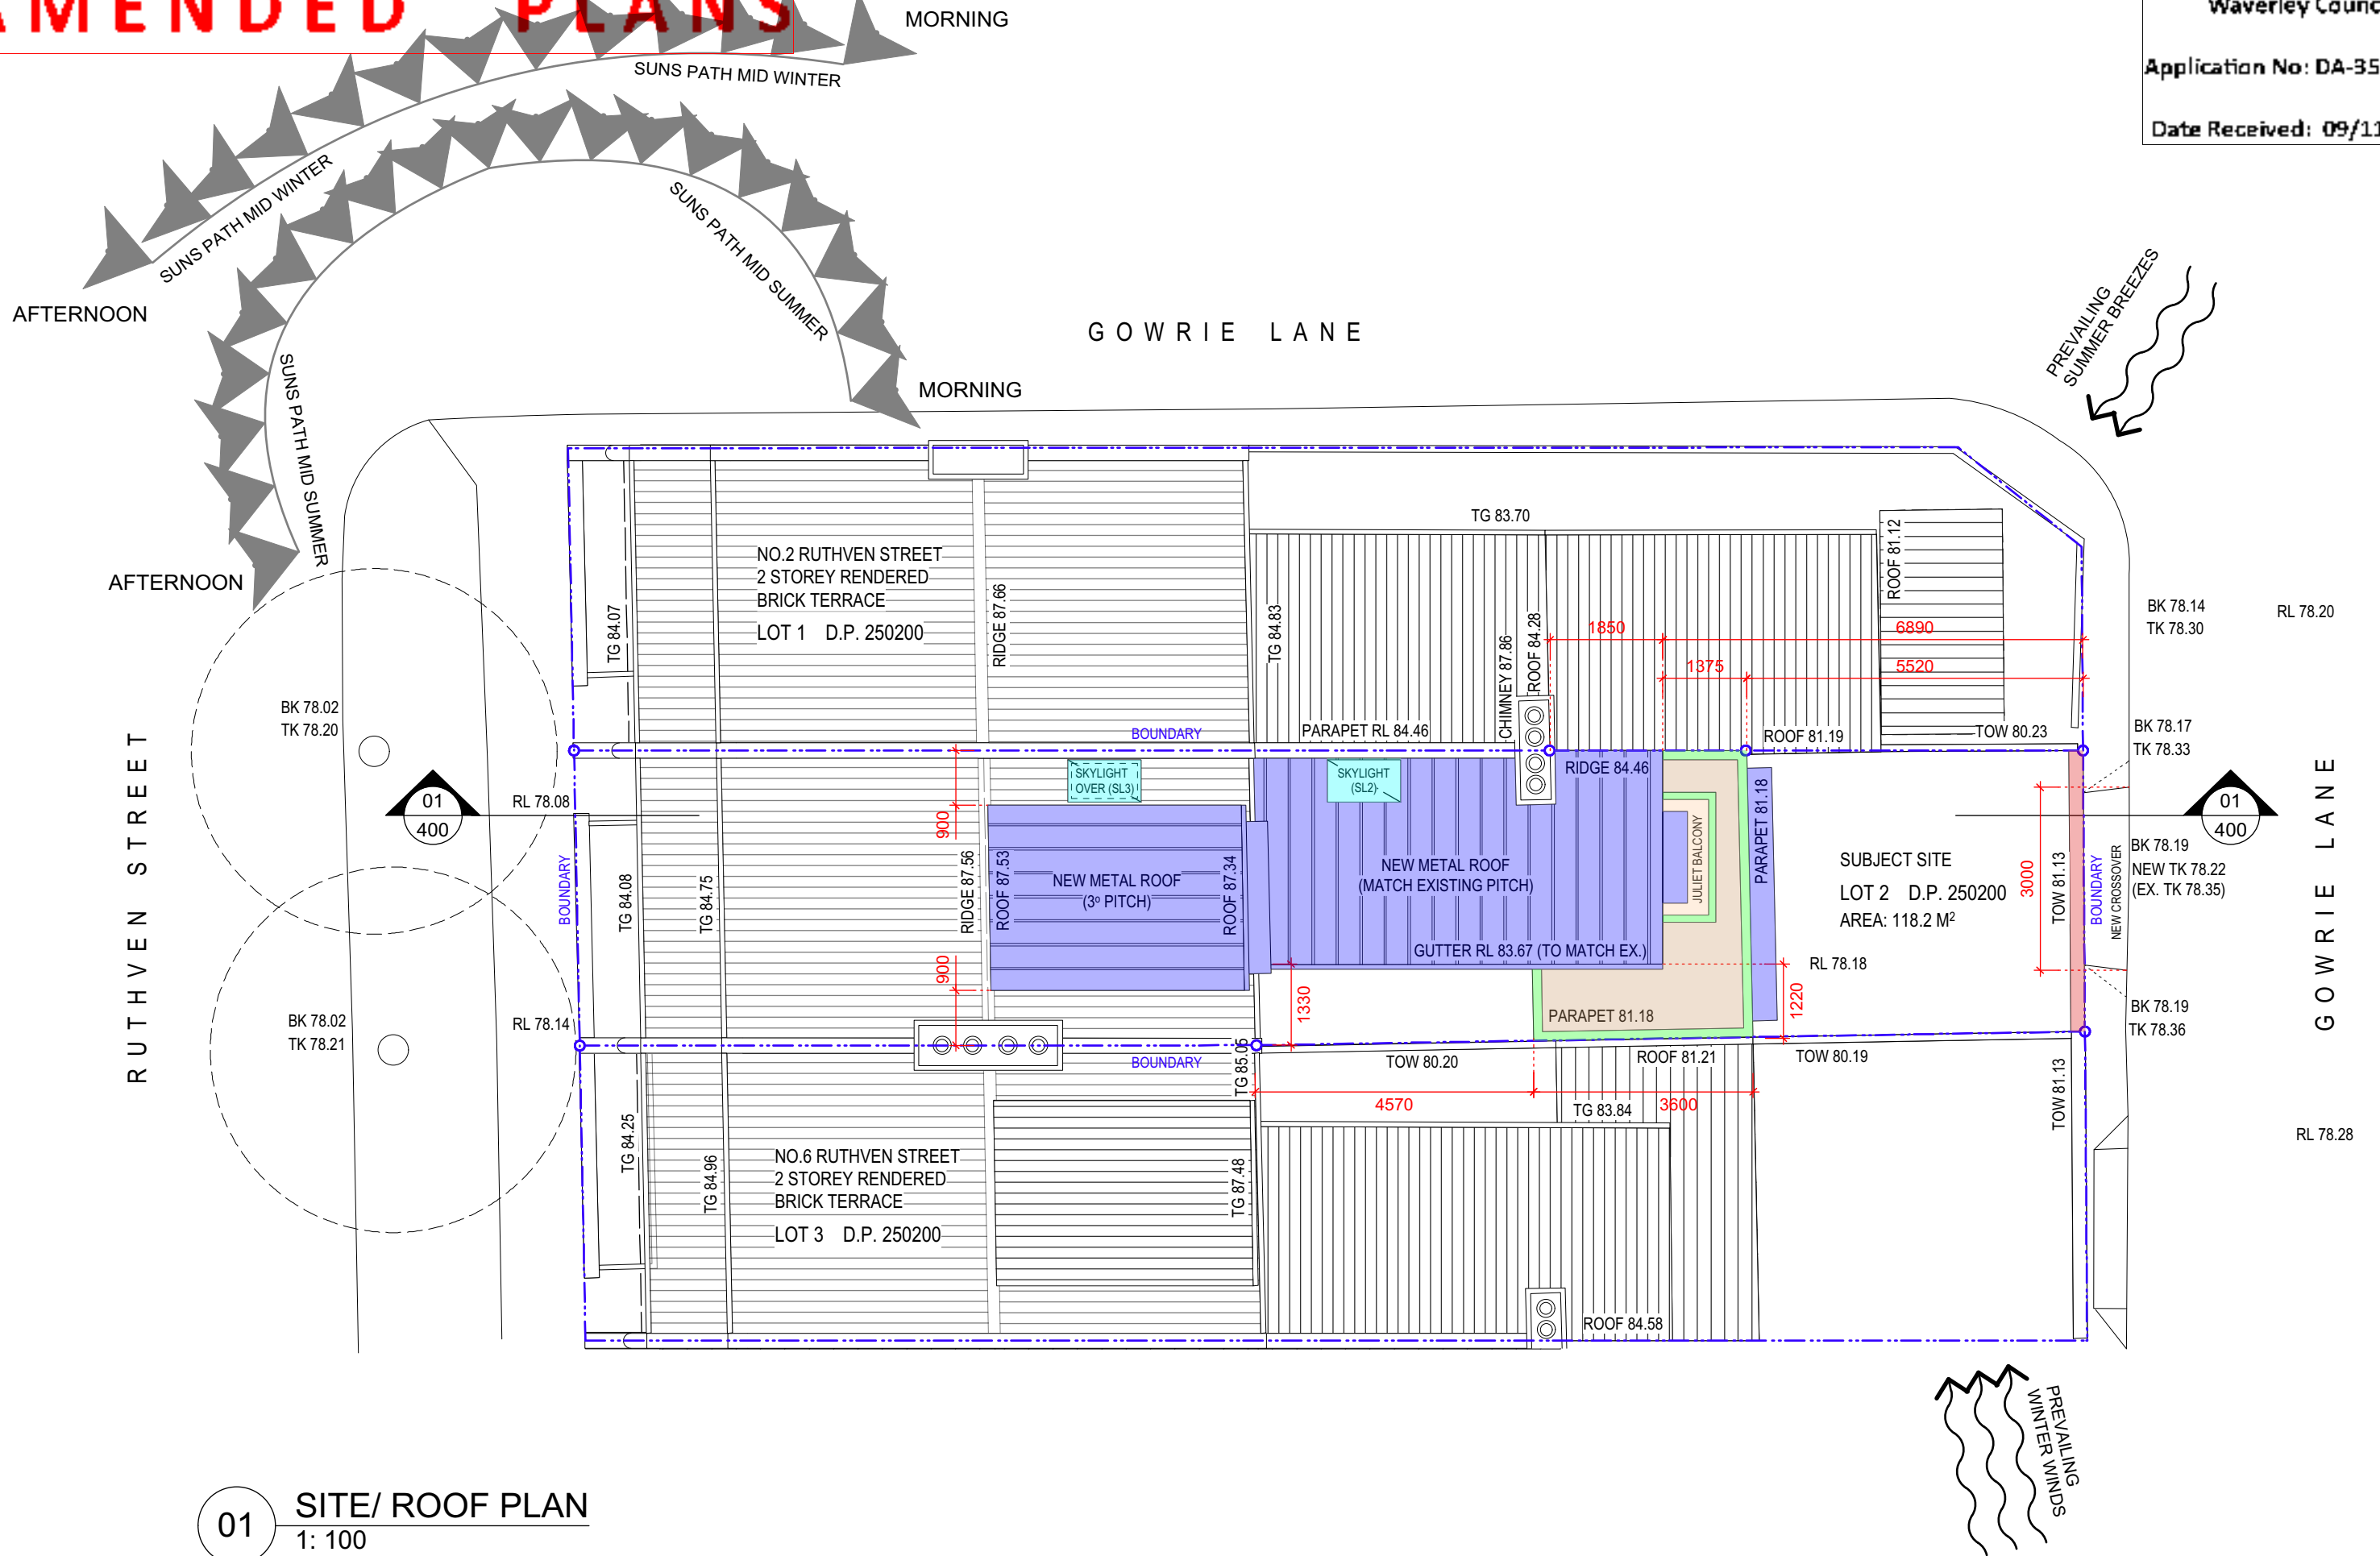 AMENDED PLANS
Waverley Counc
Application No: DA-35
Date Received: 09/11
MORNING
SUNS PATH MID WINTER
SUNS PATH MID WINTER
SUNS PATH MID SUMMER
SUNS PATH MID SUMMER
AFTERNOON
AFTERNOON
MORNING
GOWRIE LANE
PREVAILING
SUMMER BREEZES
TG 83.70
ROOF 81.12
NO.2 RUTHVEN STREET
2 STOREY RENDERED
BRICK TERRACE
LOT 1 D.P. 250200
TG 84.07
RIDGE 87.66
TG 84.83
CHIMNEY 87.86
ROOF 84.28
1850
6890
1375
5520
BK 78.14
TK 78.30
RL 78.20
BK 78.02
TK 78.20
BOUNDARY
PARAPET RL 84.46
ROOF 81.19
TOW 80.23
BK 78.17
TK 78.33
RUTHVEN STREET
01
400
RL 78.08
SKYLIGHT
OVER (SL3)
SKYLIGHT
(SL2)
RIDGE 84.46
PARAPET 81.18
JULIET BALCONY
900
900
BOUNDARY
TG 84.08
TG 84.75
RIDGE 87.56
ROOF 87.53
NEW METAL ROOF
(3º PITCH)
ROOF 87.34
NEW METAL ROOF
(MATCH EXISTING PITCH)
GUTTER RL 83.67 (TO MATCH EX.)
SUBJECT SITE
LOT 2 D.P. 250200
AREA: 118.2 M²
3000
TOW 81.13
BOUNDARY
NEW CROSSOVER
01
400
BK 78.19
NEW TK 78.22
(EX. TK 78.35)
GOWRIE LANE
RL 78.18
1330
1220
PARAPET 81.18
BK 78.02
TK 78.21
RL 78.14
BK 78.19
TK 78.36
BOUNDARY
TG 85.05
TOW 80.20
ROOF 81.21
TOW 80.19
4570
TG 83.84
3600
TOW 81.13
RL 78.28
TG 84.25
TG 84.96
NO.6 RUTHVEN STREET
2 STOREY RENDERED
BRICK TERRACE
LOT 3 D.P. 250200
TG 87.48
ROOF 84.58
PREVAILING
WINTER WINDS
01
SITE/ ROOF PLAN
1: 100